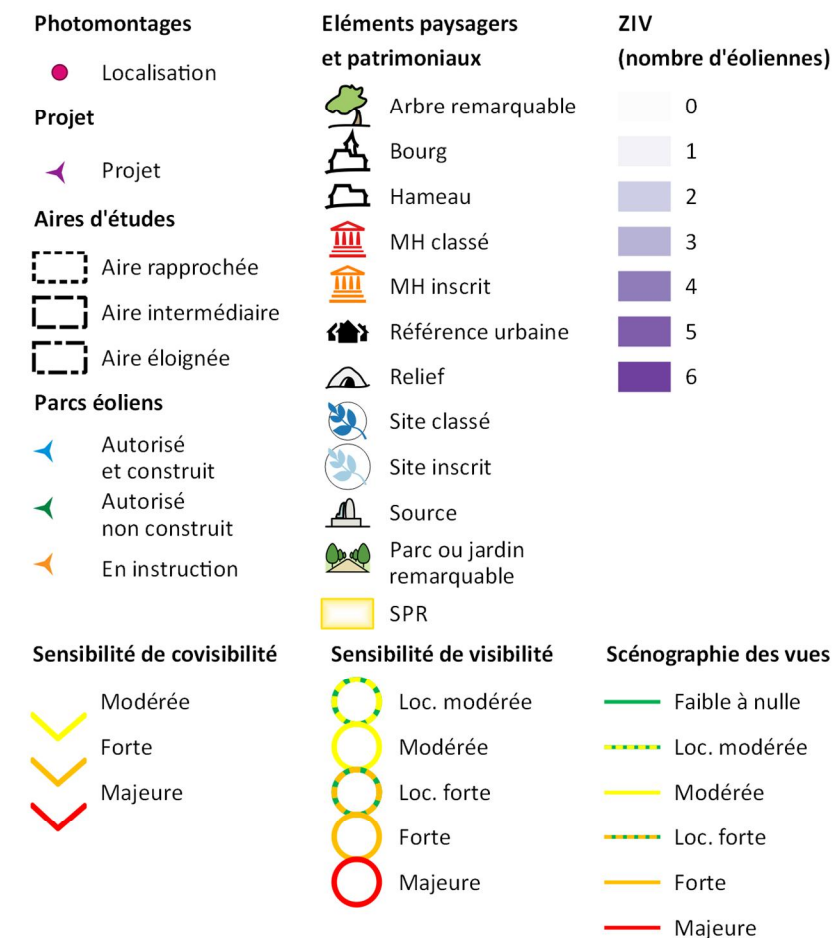 Photomontages
Localisation
Projet
Projet
Aires d'études
Aire rapprochée
Aire intermédiaire
Aire éloignée
Parcs éoliens
Autorisé
et construit
Autorisé
non construit
En instruction
Eléments paysagers
et patrimoniaux
Arbre remarquable
Bourg
Hameau
MH classé
MH inscrit
Référence urbaine
Relief
Site classé
Site inscrit
Source
Parc ou jardin
remarquable
SPR
ZIV
(nombre d'éoliennes)
0
1
2
3
4
5
6
Sensibilité de covisibilité
Modérée
Forte
Majeure
Sensibilité de visibilité
Loc. modérée
Modérée
Loc. forte
Forte
Majeure
Scénographie des vues
Faible à nulle
Loc. modérée
Modérée
Loc. forte
Forte
Majeure